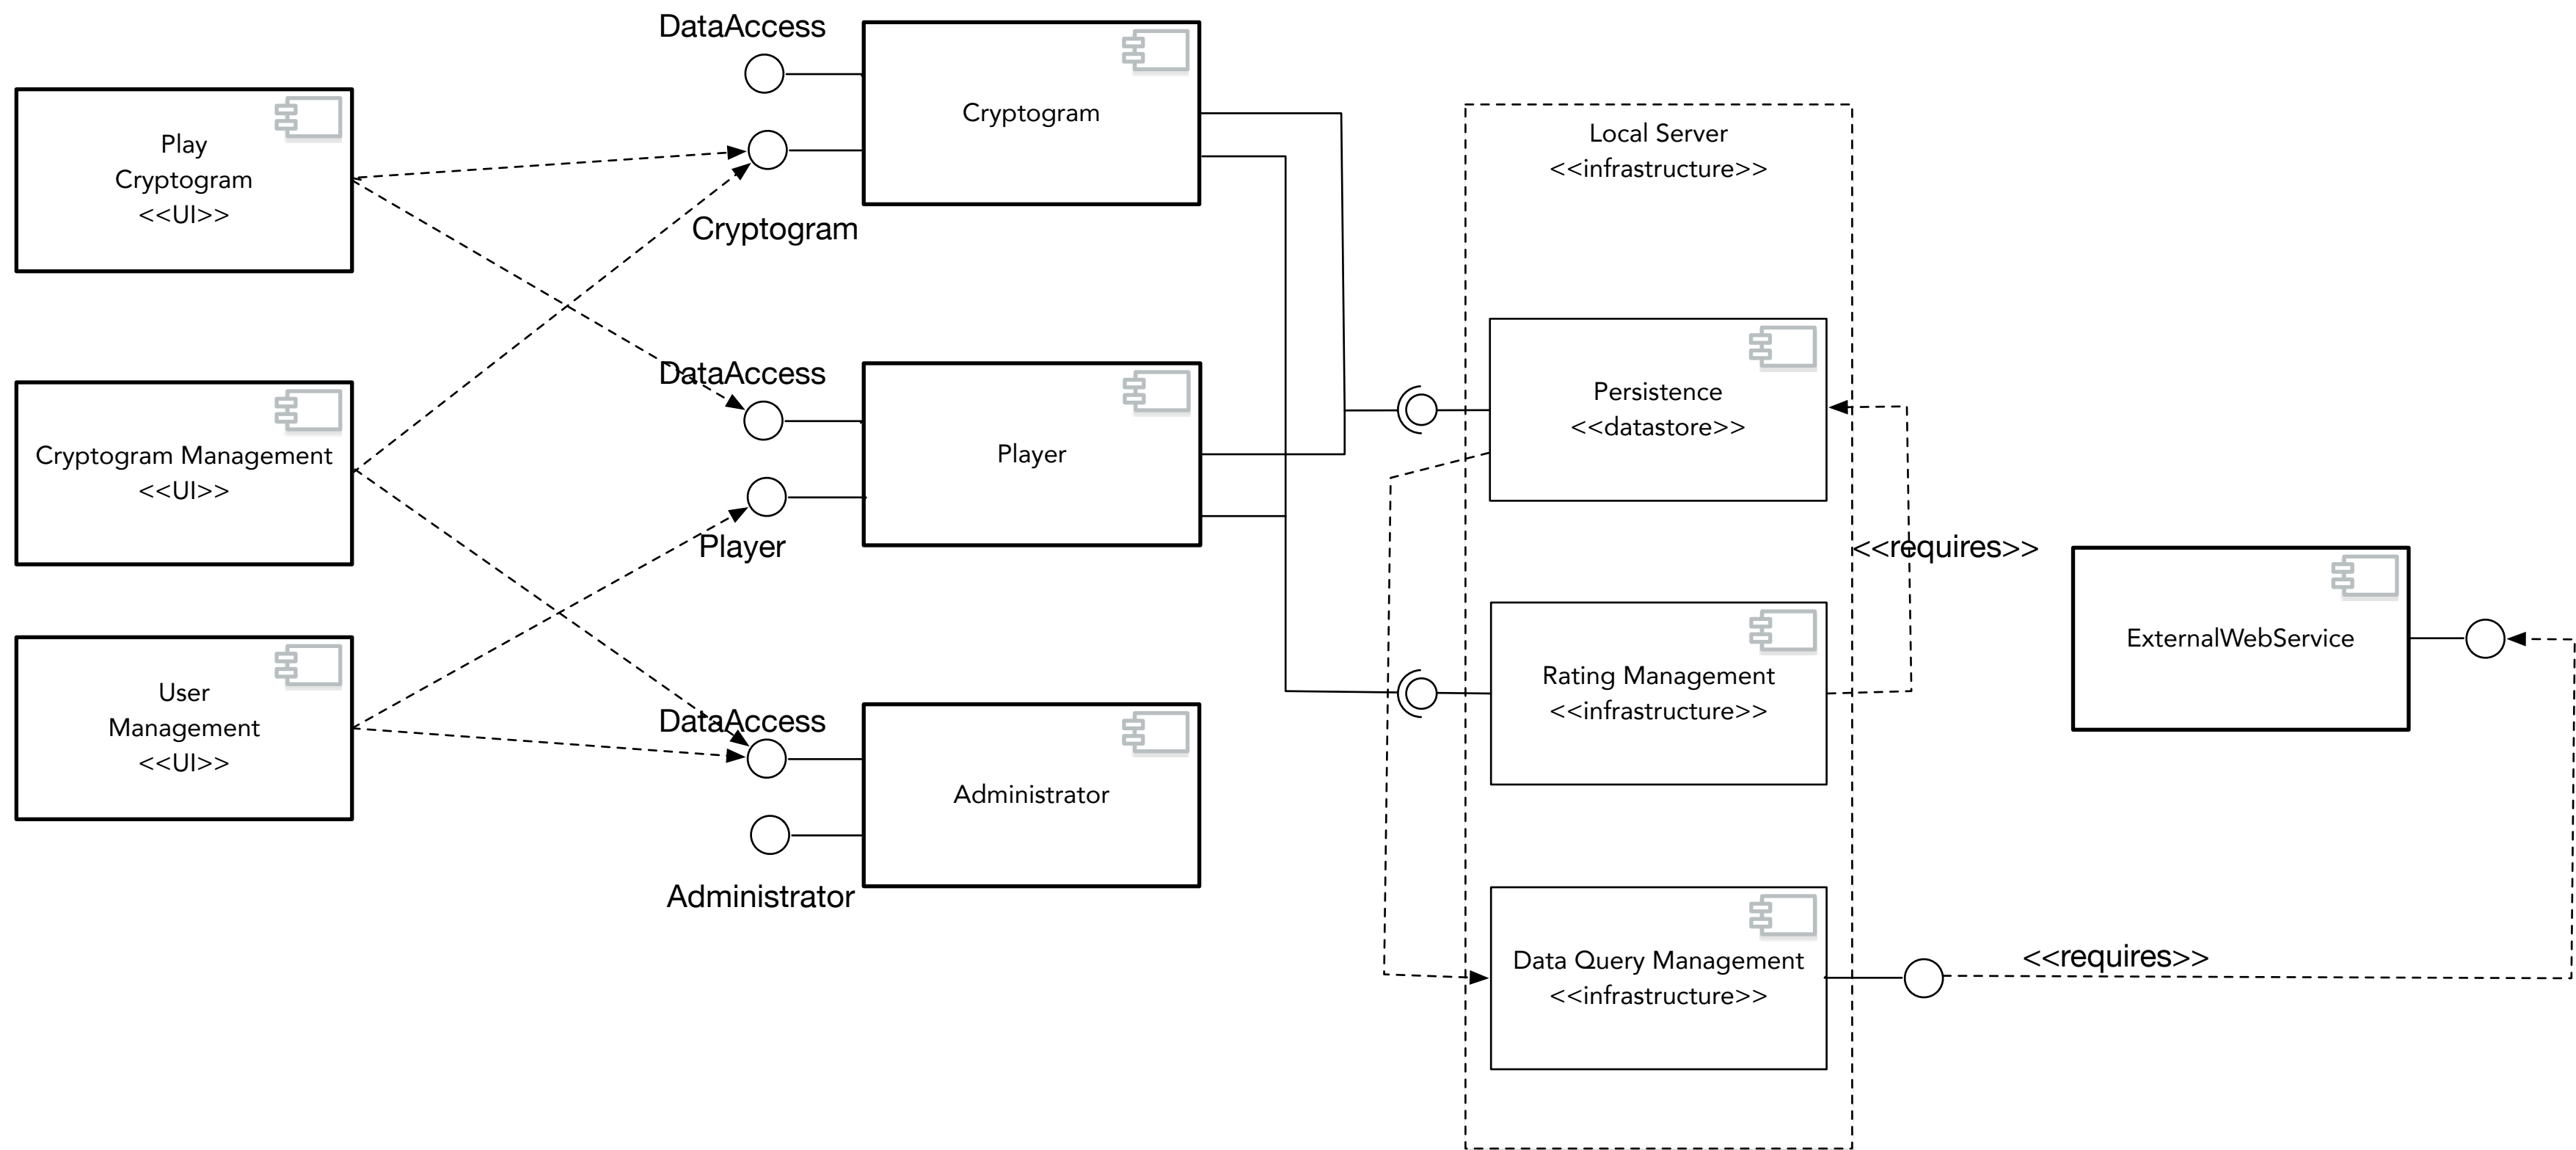 DataAccess
Cryptogram
Play
Cryptogram
<<UI>>
Cryptogram
Local Server
<<infrastructure>>
DataAccess
Player
Persistence
<<datastore>>
Cryptogram Management
<<UI>>
Player
<<requires>>
ExternalWebService
User
Management
<<UI>>
DataAccess
Administrator
Rating Management
<<infrastructure>>
Administrator
Data Query Management
<<infrastructure>>
<<requires>>